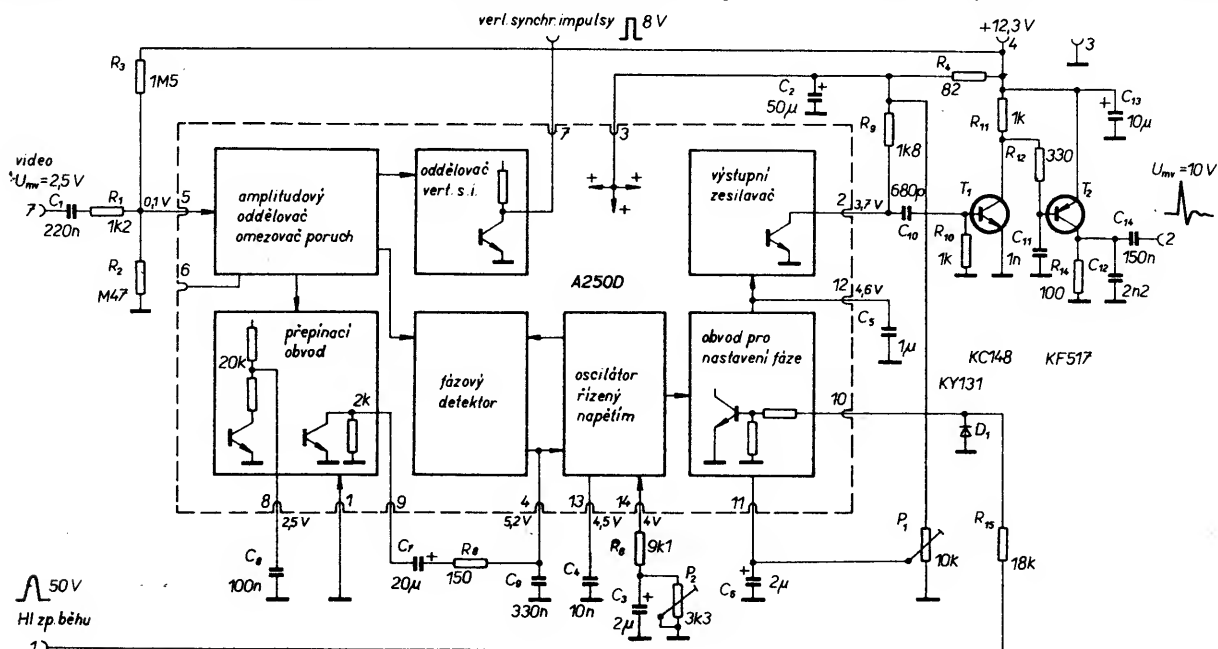 vertl. synchr. impulsy
8 V
+12,3 V
4
3
R₃
1M5
R₄
82
C₂
+
50µ
R₉
1k8
R₁₁
1k
+
C₁₃
10µ
7
3
R₁₂
330
video
Uₘᵥ=2,5 V
7
C₁
220n
R₁
1k2
0,1 V
5
amplitudový
oddělovač
omezovač poruch
oddělovač
vert. s.i.
+
+
+
výstupní
zesilovač
2
3,7 V
680p
C₁₀
T₁
T₂
Uₘᵥ=10 V
R₁₀
1k
C₁₁
1n
R₁₄
100
C₁₂
2n2
C₁₄
150n
2
R₂
M47
6
A250D
12
4,6 V
C₅
1µ
přepínací
obvod
20k
2k
fázový
detektor
oscilátor
řízený
napětím
obvod pro
nastavení fáze
KC148
KF517
KY131
10
D₁
8
1
9
4
13
14
11
2,5 V
5,2 V
4,5 V
4V
C₈
100n
C₇
+
20µ
R₈
150
C₉
330n
C₄
10n
R₆
9k1
C₃
+
2µ
P₂
3k3
C₆
+
2µ
P₁
10k
R₁₅
18k
50 V
Hl zp. běhu
1